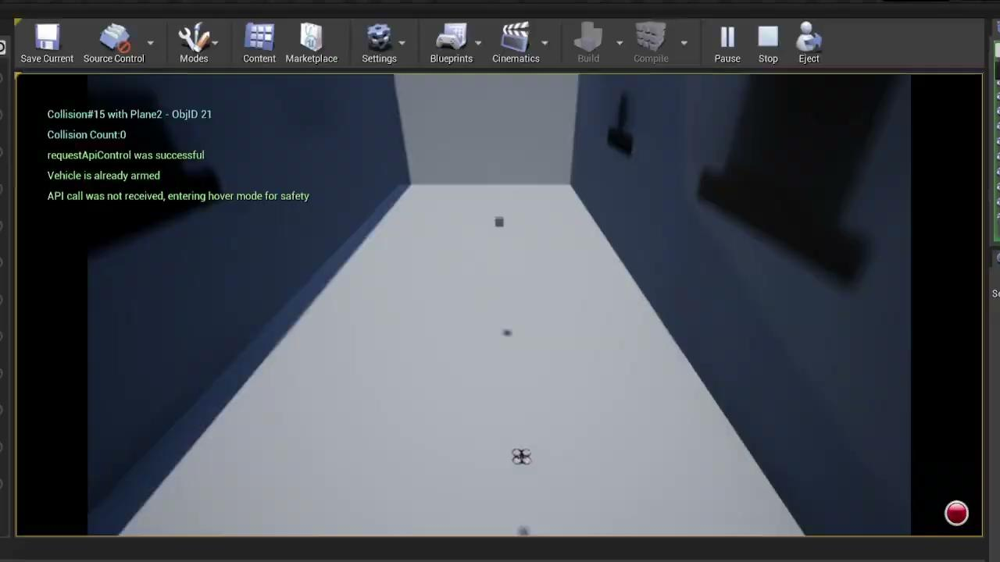 Save Current
Source Control
Modes
Content
Marketplace
Settings
Blueprints
Cinematics
Build
Compile
Pause
Stop
Eject
Collision#15 with Plane2 - ObjID 21
Collision Count:0
requestApiControl was successful
Vehicle is already armed
API call was not received, entering hover mode for safety